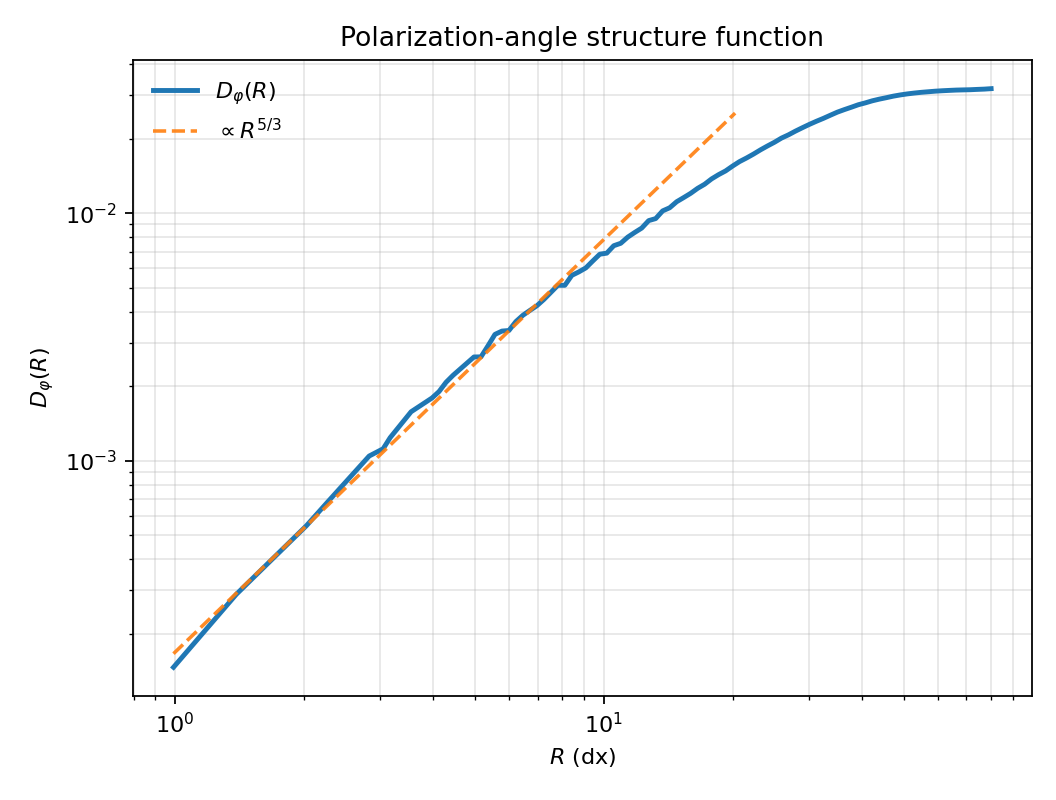 Polarization-angle structure function
D_φ(R)
∝ R^{5/3}
D_φ(R)
10^{-2}
10^{-3}
10^0 10^1
R (dx)